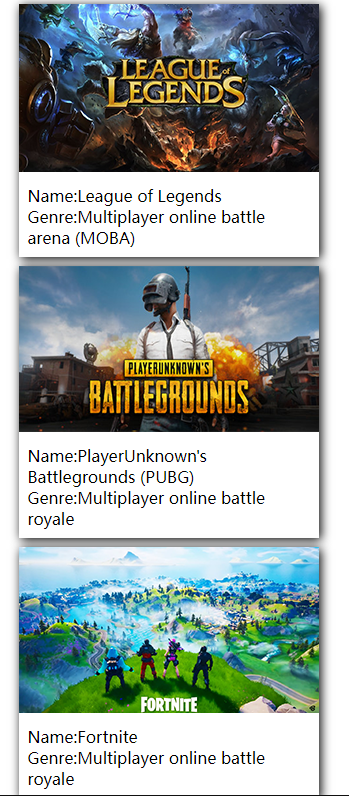 LEAGUE of
LEGENDS
Name:League of Legends
Genre:Multiplayer online battle
arena (MOBA)
PLAYERUNKNOWN'S
BATTLEGROUNDS
Name:PlayerUnknown's
Battlegrounds (PUBG)
Genre:Multiplayer online battle
royale
FORTNITE
Name:Fortnite
Genre:Multiplayer online battle
royale